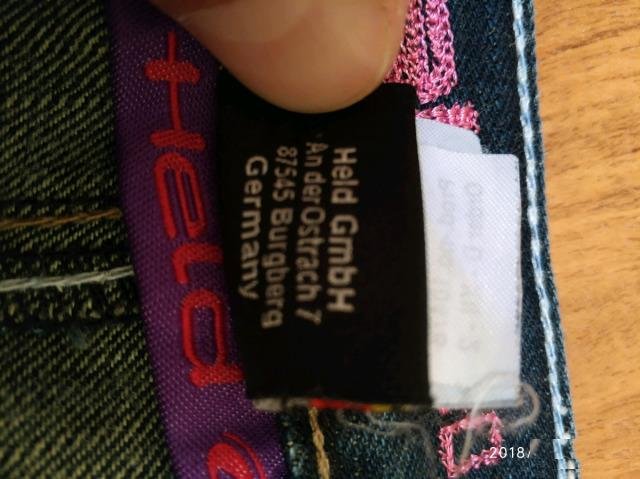 Held
Held GmbH
An der Ostrach 7
87545 Burgberg
Germany
2018/